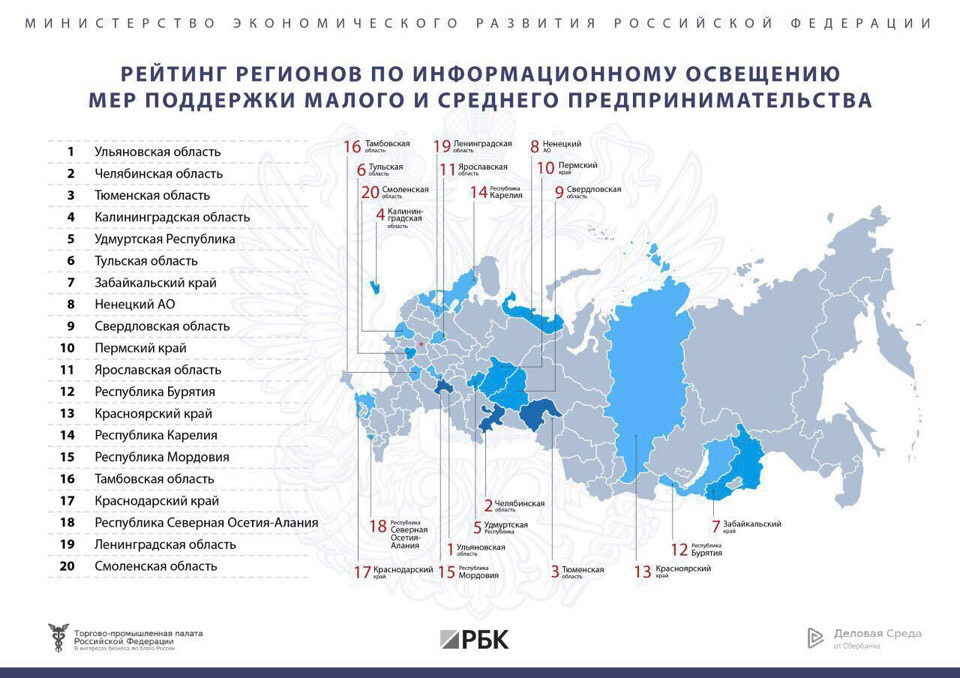 МИНИСТЕРСТВО ЭКОНОМИЧЕСКОГО РАЗВИТИЯ РОССИЙСКОЙ ФЕДЕРАЦИИ
РЕЙТИНГ РЕГИОНОВ ПО ИНФОРМАЦИОННОМУ ОСВЕЩЕНИЮ
МЕР ПОДДЕРЖКИ МАЛОГО И СРЕДНЕГО ПРЕДПРИНИМАТЕЛЬСТВА
1 Ульяновская область
2 Челябинская область
3 Тюменская область
4 Калининградская область
5 Удмуртская Республика
6 Тульская область
7 Забайкальский край
8 Ненецкий АО
9 Свердловская область
10 Пермский край
11 Ярославская область
12 Республика Бурятия
13 Красноярский край
14 Республика Карелия
15 Республика Мордовия
16 Тамбовская область
17 Краснодарский край
18 Республика Северная Осетия-Алания
19 Ленинградская область
20 Смоленская область
16 Тамбовская
область
19 Ленинградская
область
8 Ненецкий
АО
6 Тульская
область
11 Ярославская
область
10 Пермский
край
20 Смоленская
область
14 Республика
Карелия
9 Свердловская
область
4 Калинин-
градская
область
2 Челябинская
область
18 Республика
Северная
Осетия-
Алания
5 Удмуртская
Республика
7 Забайкальский
край
1 Ульяновская
область
12 Республика
Бурятия
17 Краснодарский
край
15 Республика
Мордовия
3 Тюменская
область
13 Красноярский
край
Торгово-промышленная палата
Российской Федерации
В интересах бизнеса, во благо России
РБК
Деловая Среда
от Сбербанка